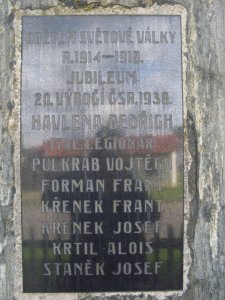 OBĚTEM SVĚTOVÉ VÁLKY
R. 1914–1918.
JUBILEUM
20. VÝROČÍ ČSR. 1938.
HAVLENA BEDŘICH
ITAL. LEGIONÁŘ
PULKRÁB VOJTĚCH
FORMAN FRANT.
KŘENEK FRANT.
KŘENEK JOSEF
KRTIL ALOIS
STANĚK JOSEF